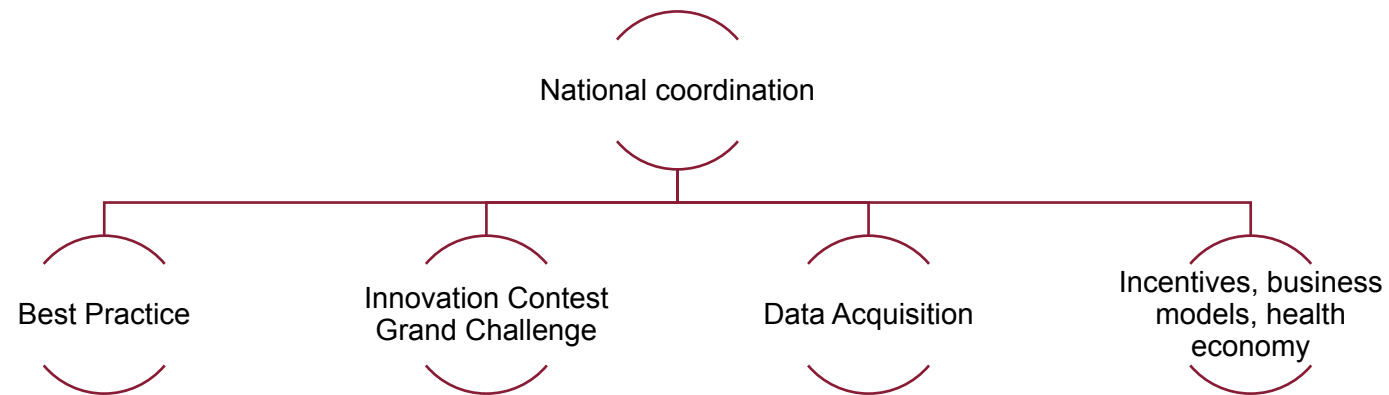 National coordination
Best Practice
Innovation Contest
Grand Challenge
Data Acquisition
Incentives, business
models, health
economy